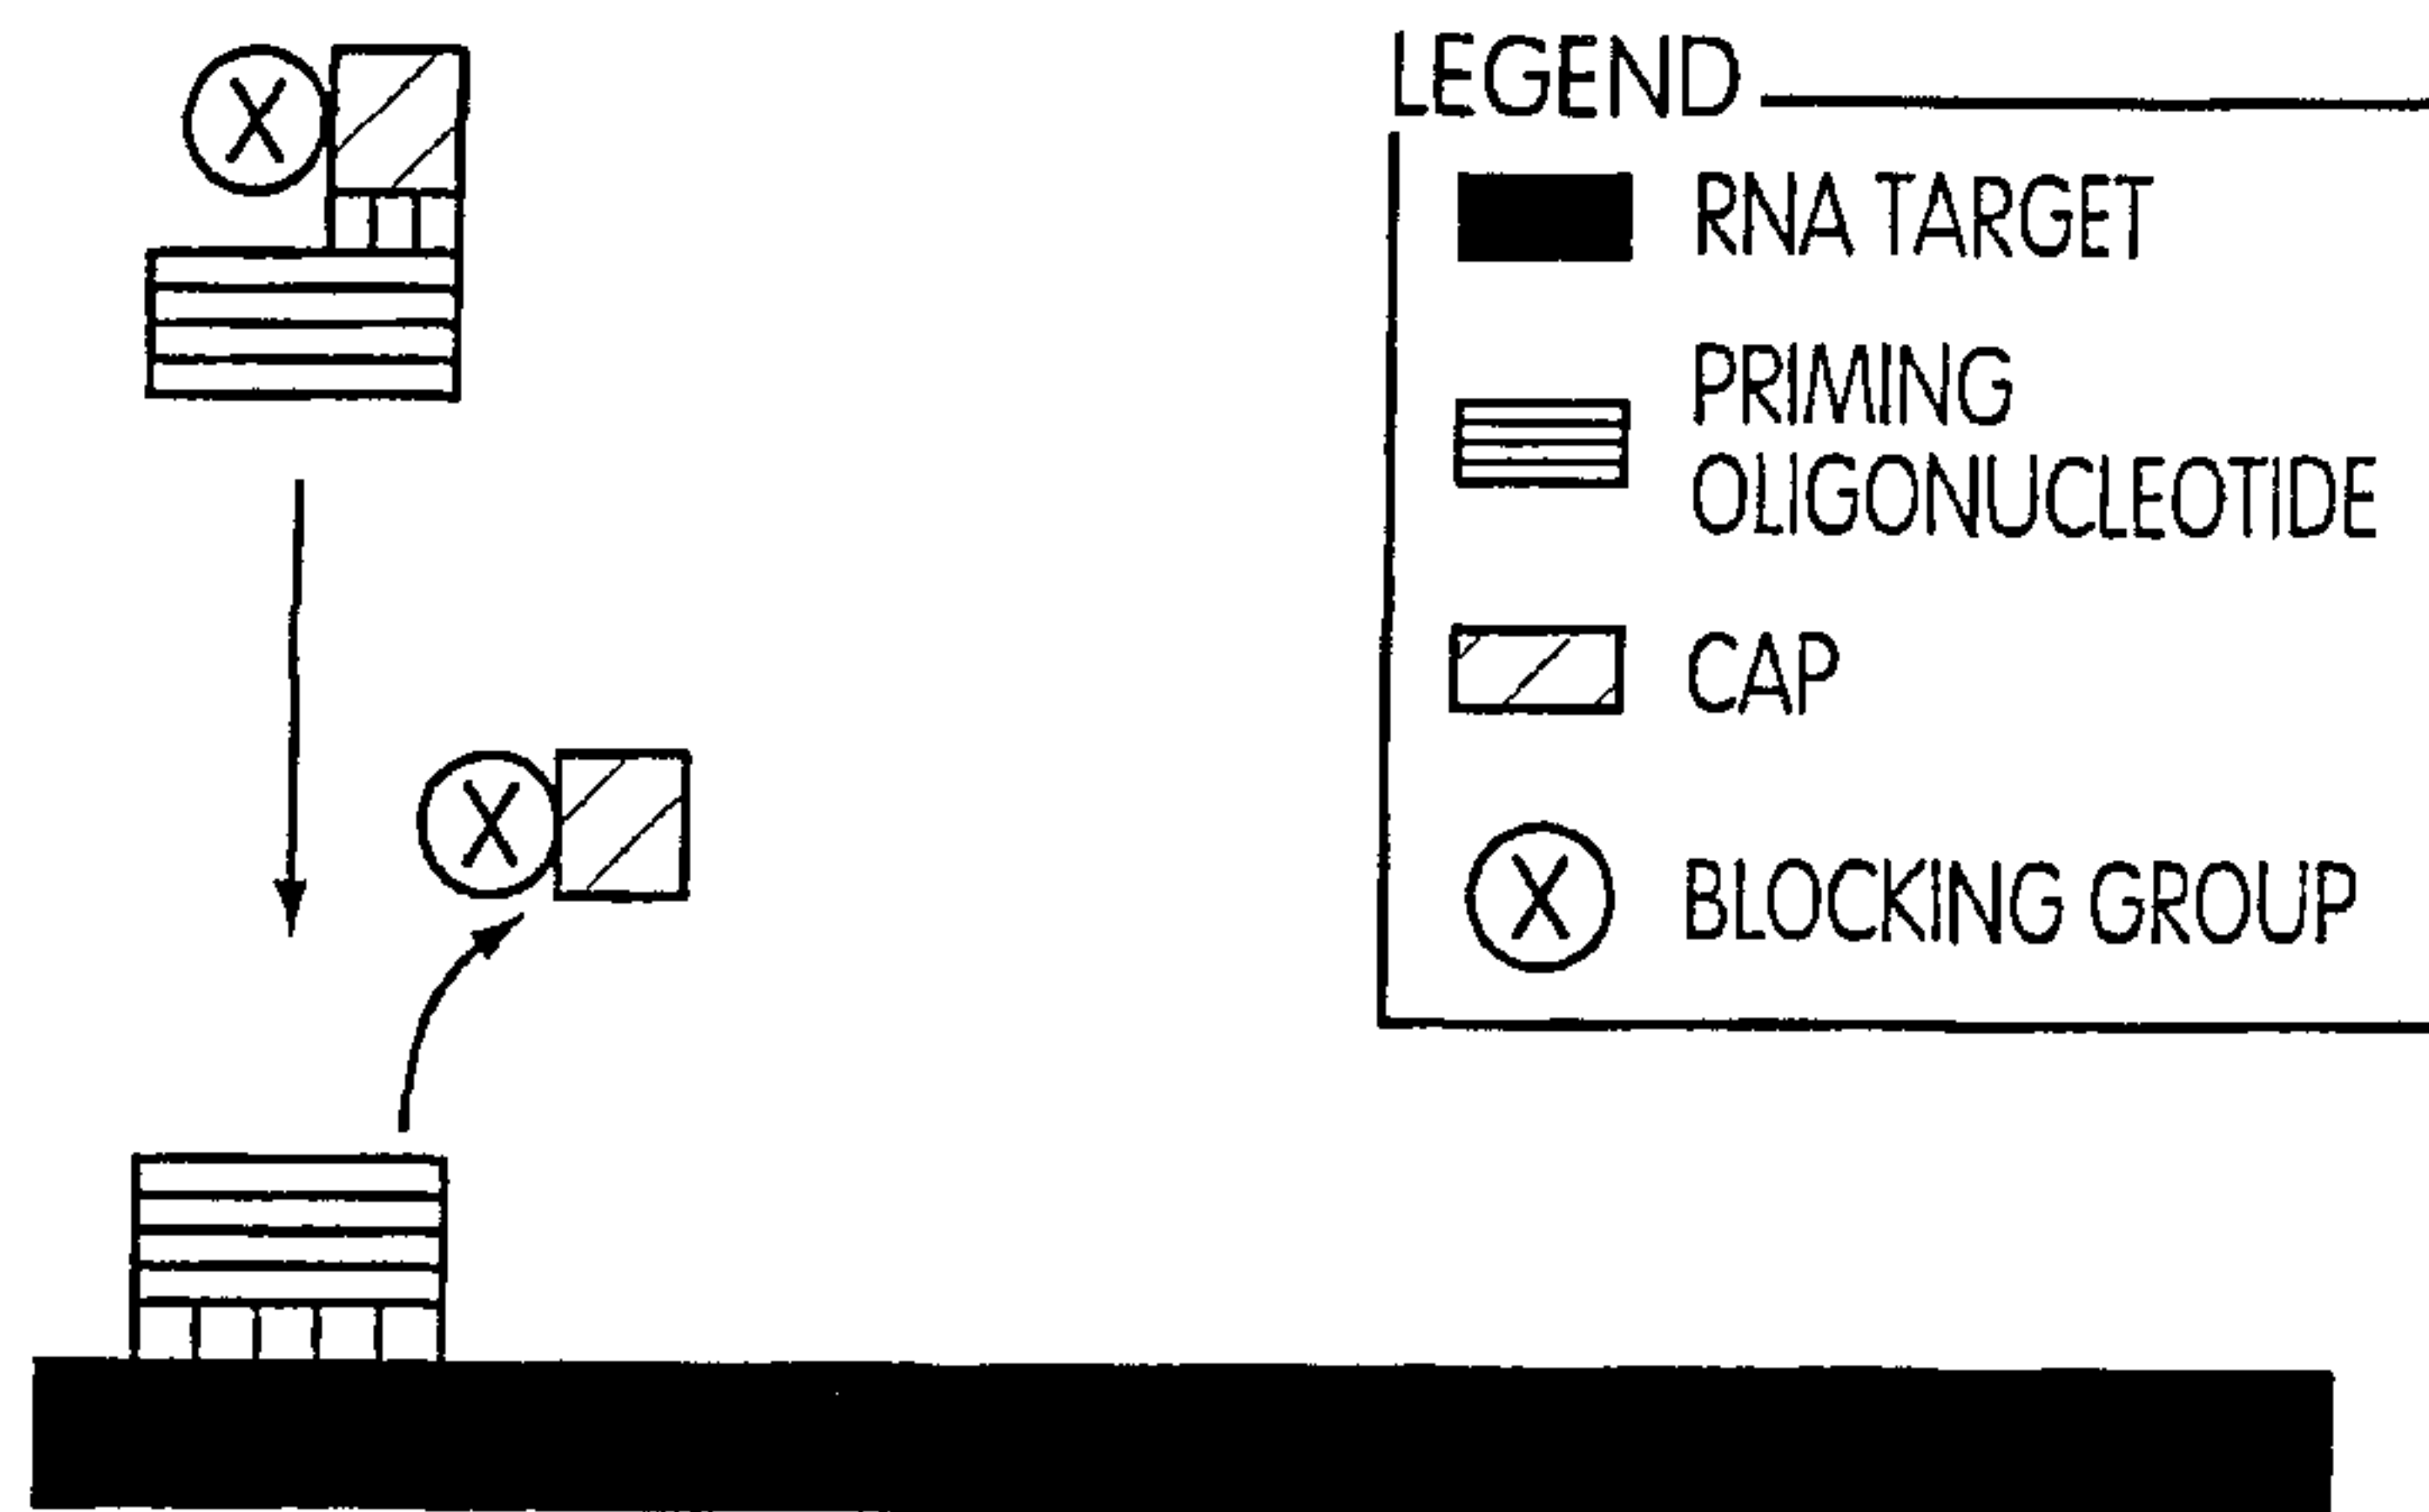 X
LEGEND
RNA TARGET
PRIMING
OLIGONUCLEOTIDE
CAP
X
X
BLOCKING GROUP